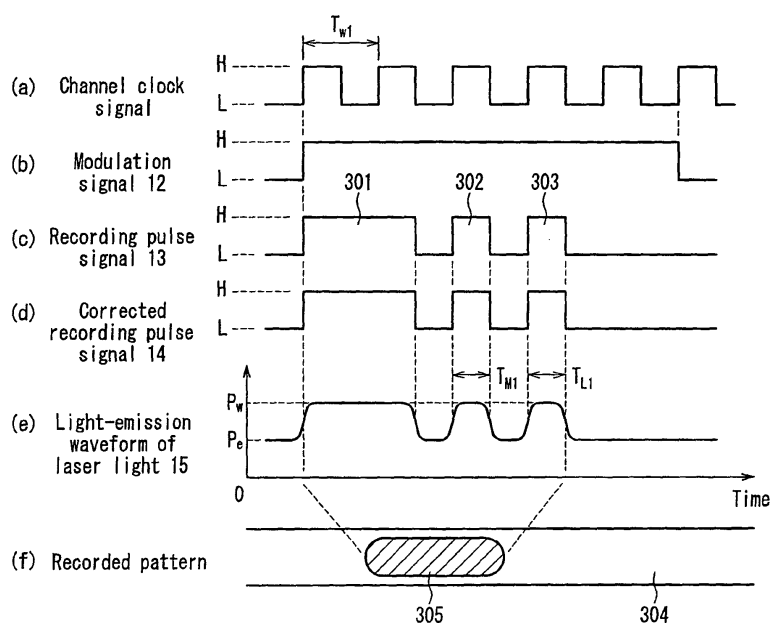 T_w1
H
(a) Channel clock
signal
L
H
(b) Modulation
signal 12
L
301 302 303
H
(c) Recording pulse
signal 13
L
H
(d) Corrected
recording pulse
signal 14
L
T_M1 T_L1
P_w
(e) Light-emission
waveform of
laser light 15
P_e
0 Time
(f) Recorded pattern
305 304